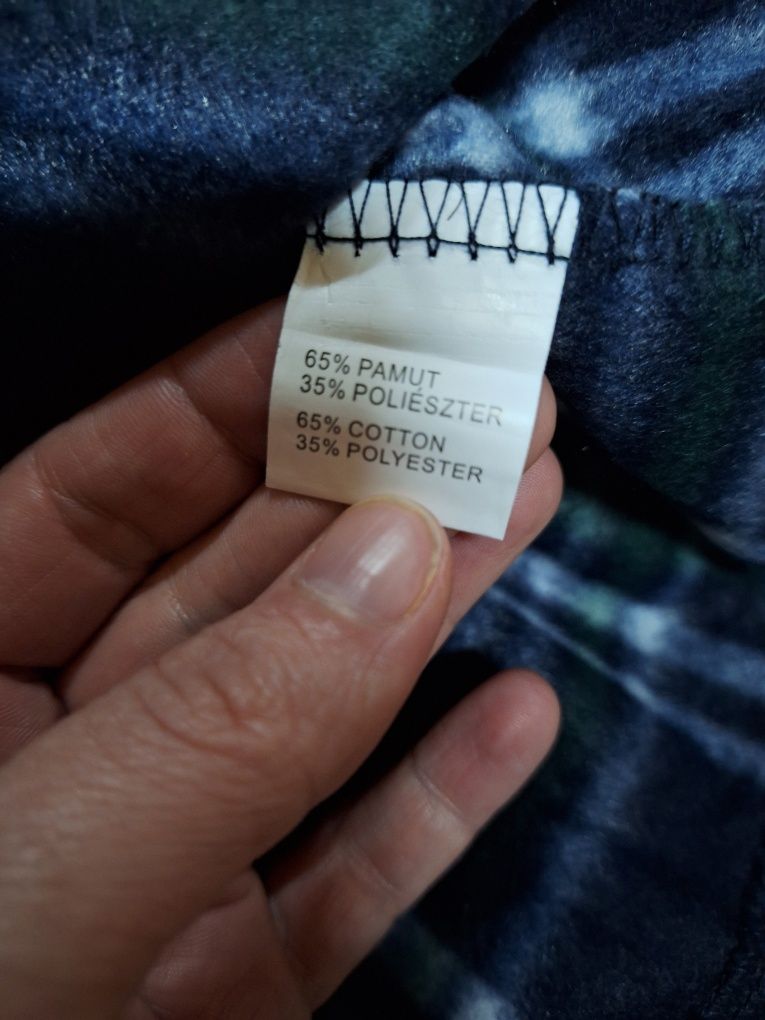 65% PAMUT
35% POLIÉSZTER
65% COTTON
35% POLYESTER